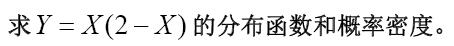 求Y = X(2 − X) 的分布函数和概率密度。